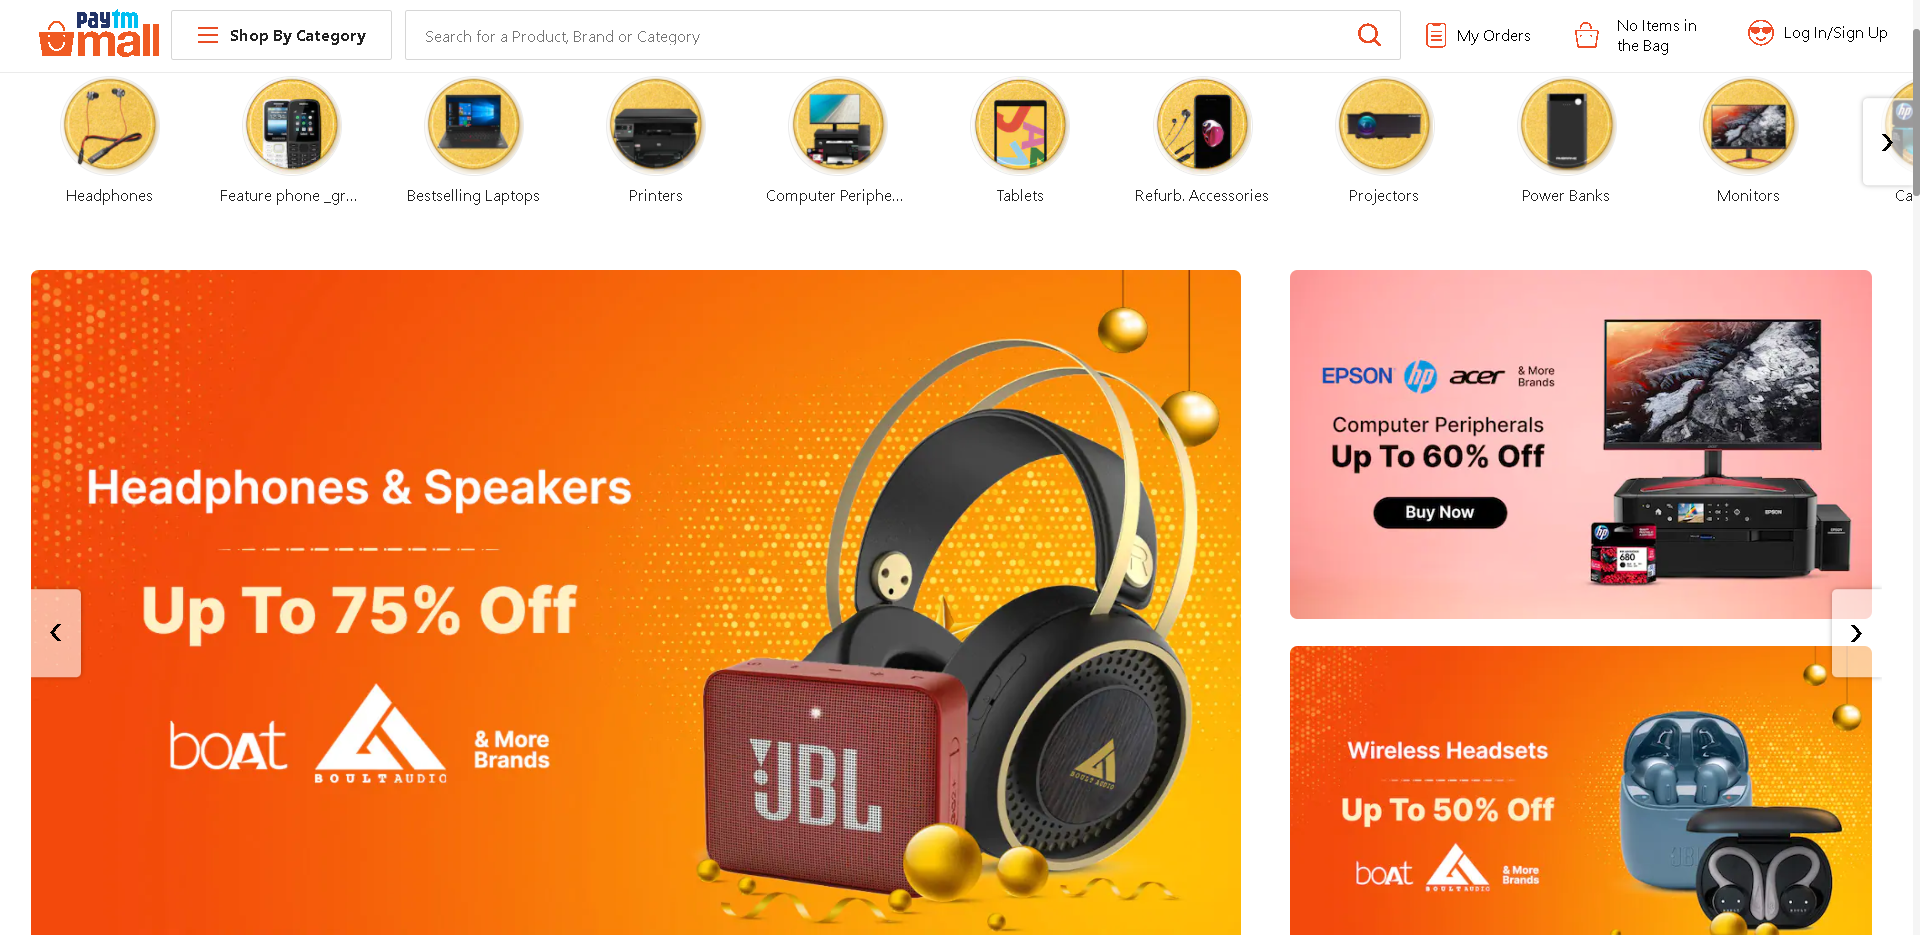 paytm
mall
Shop By Category
Search for a Product, Brand or Category
My Orders
No Items in
the Bag
Log In/Sign Up
Headphones
Feature phone _gr...
Bestselling Laptops
Printers
Computer Periphe...
Tablets
Refurb. Accessories
Projectors
Power Banks
Monitors
Ca
Headphones & Speakers
Up To 75% Off
boAt
BOULT AUDIO
& More
Brands
JBL
BOULT AUDIO
R
EPSON hp acer & More
Brands
Computer Peripherals
Up To 60% Off
Buy Now
EPSON
hp
680
Wireless Headsets
Up To 50% Off
boAt
BOULT AUDIO
& More
Brands
JBL